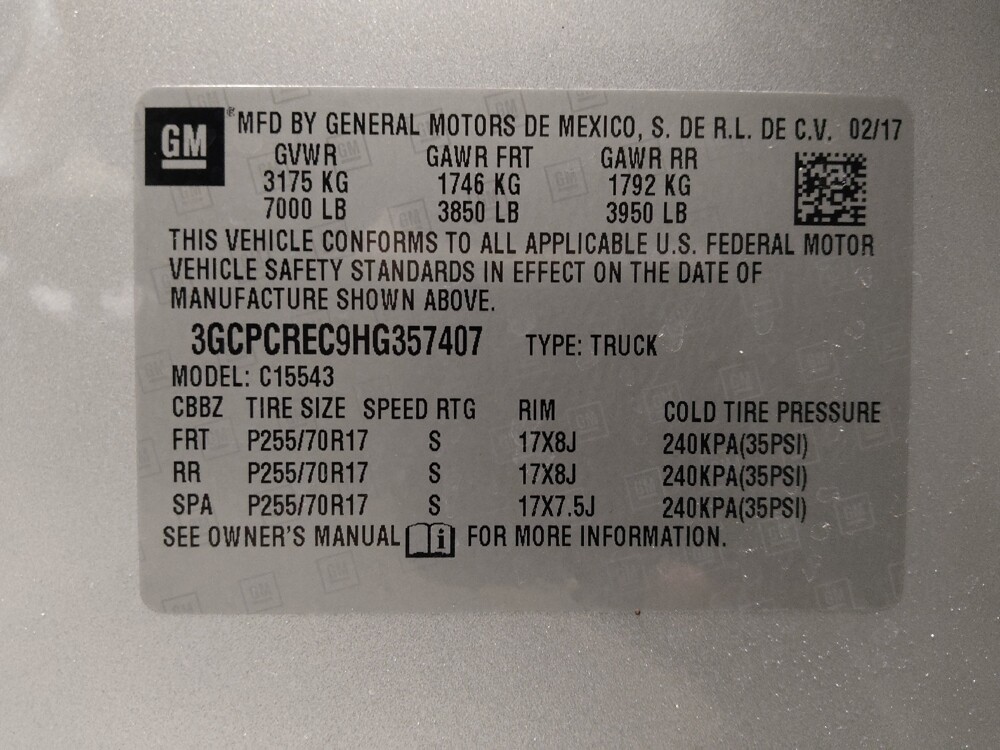 GM
® MFD BY GENERAL MOTORS DE MEXICO, S. DE R.L. DE C.V. 02/17
GVWR GAWR FRT GAWR RR
3175 KG 1746 KG 1792 KG
7000 LB 3850 LB 3950 LB
THIS VEHICLE CONFORMS TO ALL APPLICABLE U.S. FEDERAL MOTOR
VEHICLE SAFETY STANDARDS IN EFFECT ON THE DATE OF
MANUFACTURE SHOWN ABOVE.
3GCPCREC9HG357407 TYPE: TRUCK
MODEL: C15543
CBBZ TIRE SIZE SPEED RTG RIM COLD TIRE PRESSURE
FRT P255/70R17 S 17X8J 240KPA(35PSI)
RR P255/70R17 S 17X8J 240KPA(35PSI)
SPA P255/70R17 S 17X7.5J 240KPA(35PSI)
SEE OWNER'S MANUAL i FOR MORE INFORMATION.